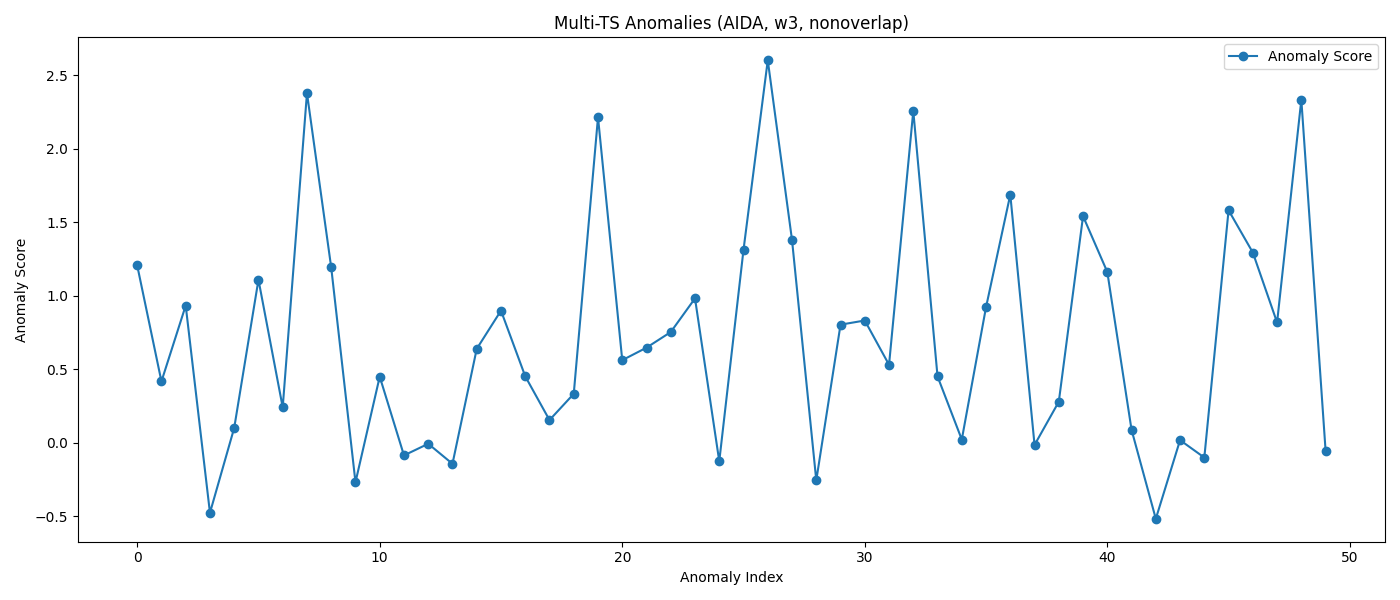 Multi-TS Anomalies (AIDA, w3, nonoverlap)
Anomaly Score
2.5
2.0
1.5
1.0
0.5
0.0
−0.5
Anomaly Score
0 10 20 30 40 50
Anomaly Index